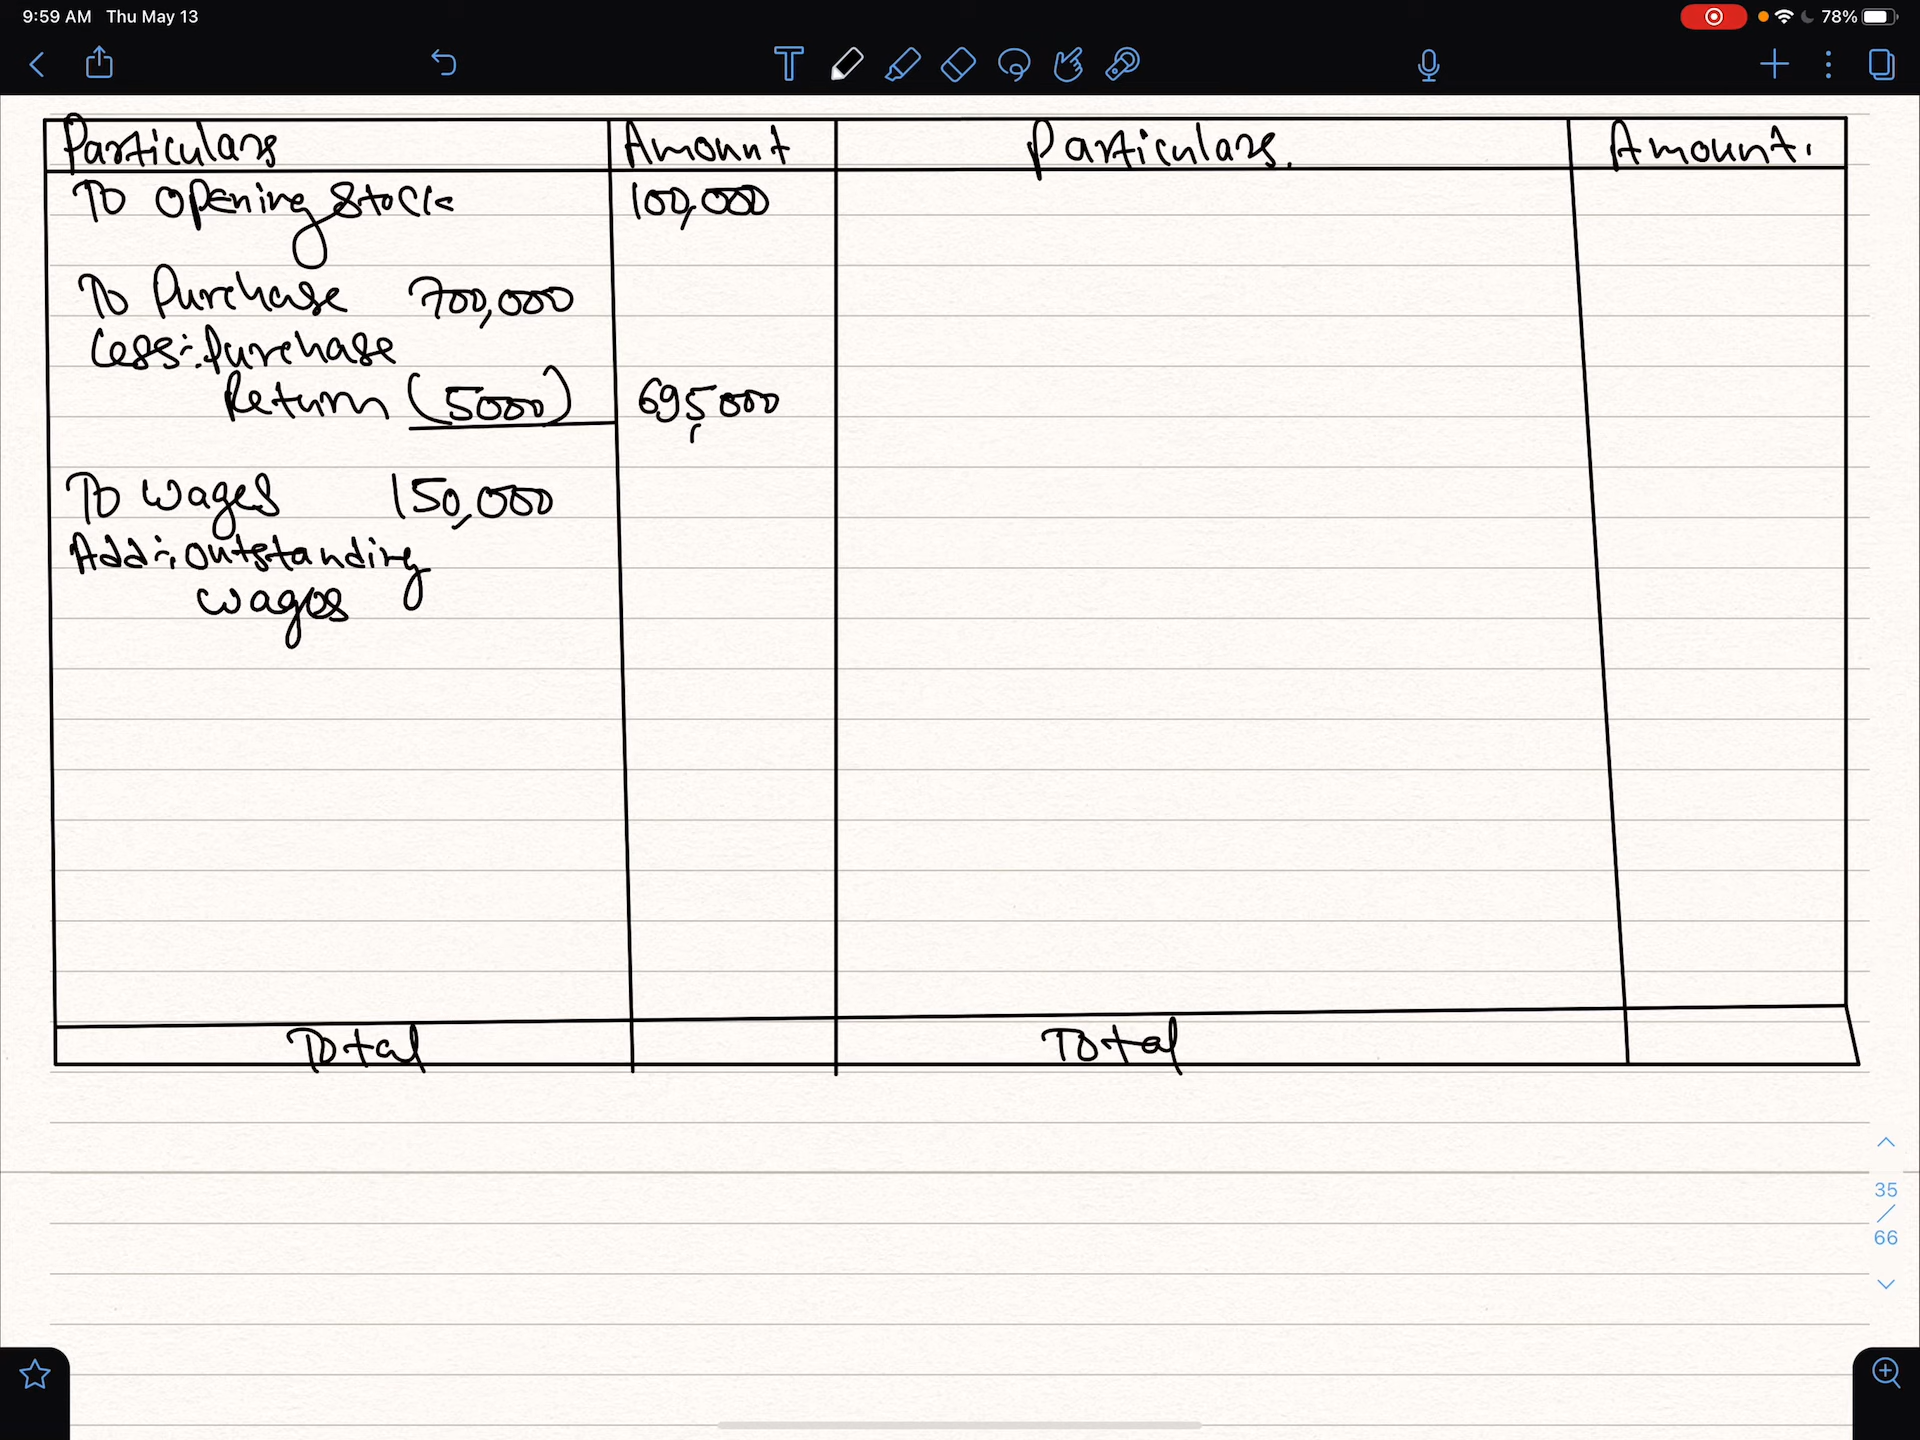 9:59 AM Thu May 13
78%
T
Particulars Amount Particulars. Amount.
To Opening Stock 100,000
To Purchase 700,000
Less:- Purchase
Return (5000) 695,000
To Wages 150,000
Add:- Outstanding
Wages
Total Total
35
/
66